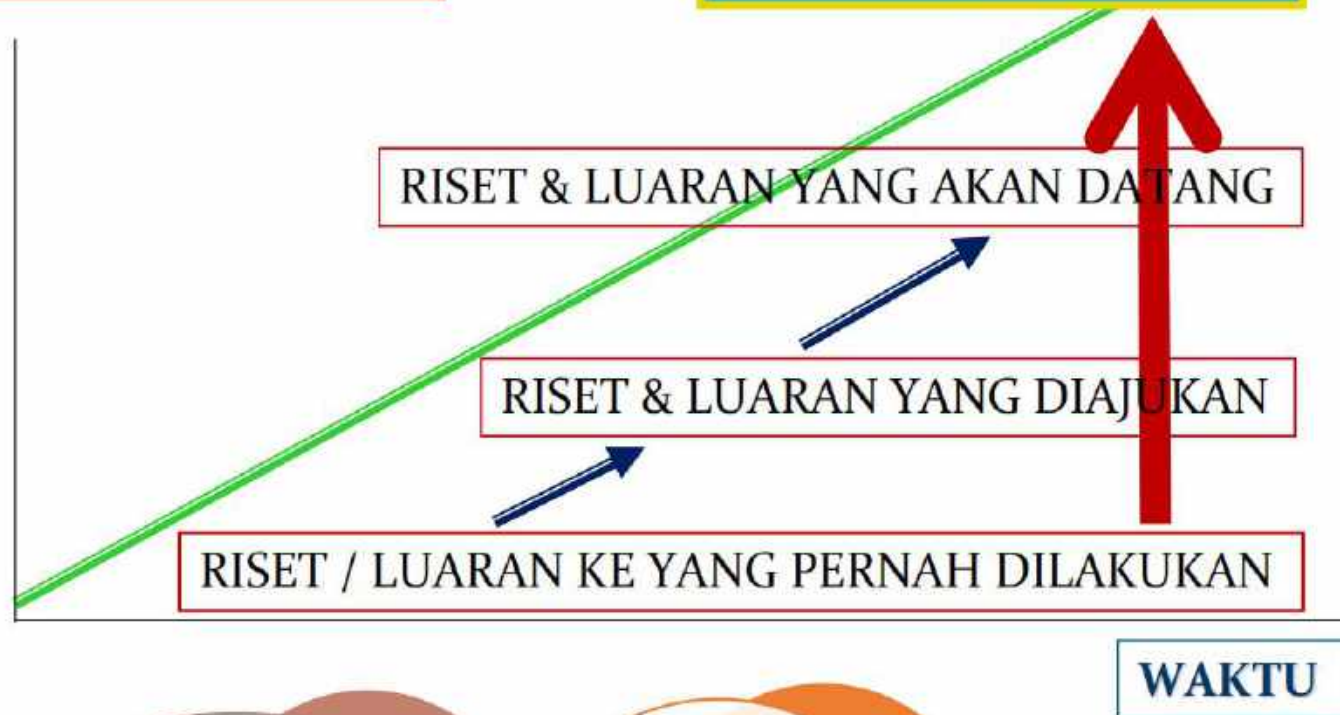 RISET & LUARAN YANG AKAN DATANG
RISET & LUARAN YANG DIAJUKAN
RISET / LUARAN KE YANG PERNAH DILAKUKAN
WAKTU